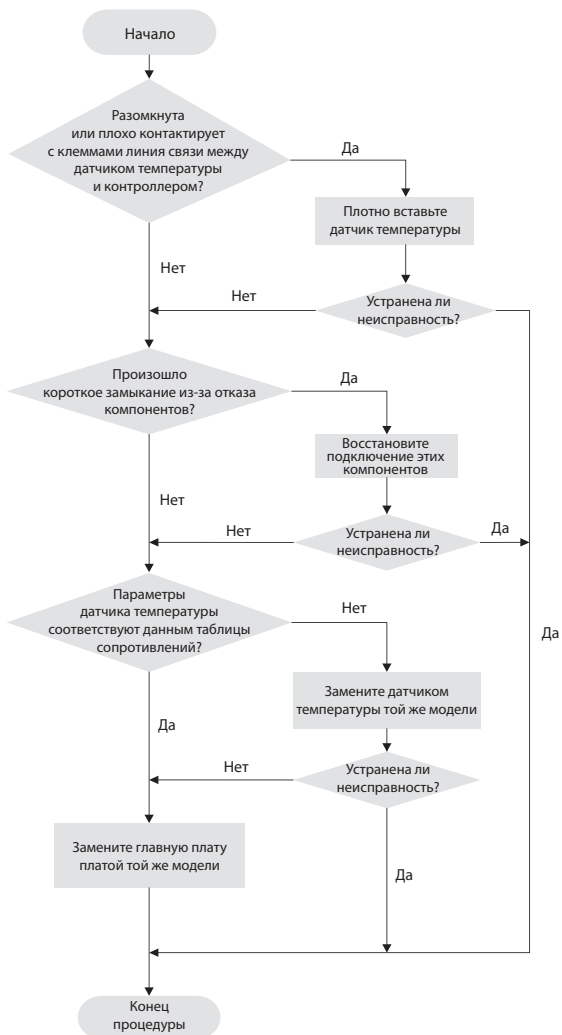 Начало
Разомкнута
или плохо контактирует
с клеммами линия связи между
датчиком температуры
и контроллером?
Да
Плотно вставьте
датчик температуры
Нет
Нет
Устранена ли
неисправность?
Произошло
короткое замыкание из-за отказа
компонентов?
Да
Восстановите
подключение этих
компонентов
Нет
Нет
Устранена ли
неисправность?
Да
Параметры
датчика температуры
соответствуют данным таблицы
сопротивлений?
Нет
Да
Замените датчиком
температуры той же модели
Да
Нет
Устранена ли
неисправность?
Замените главную плату
платой той же модели
Да
Конец
процедуры